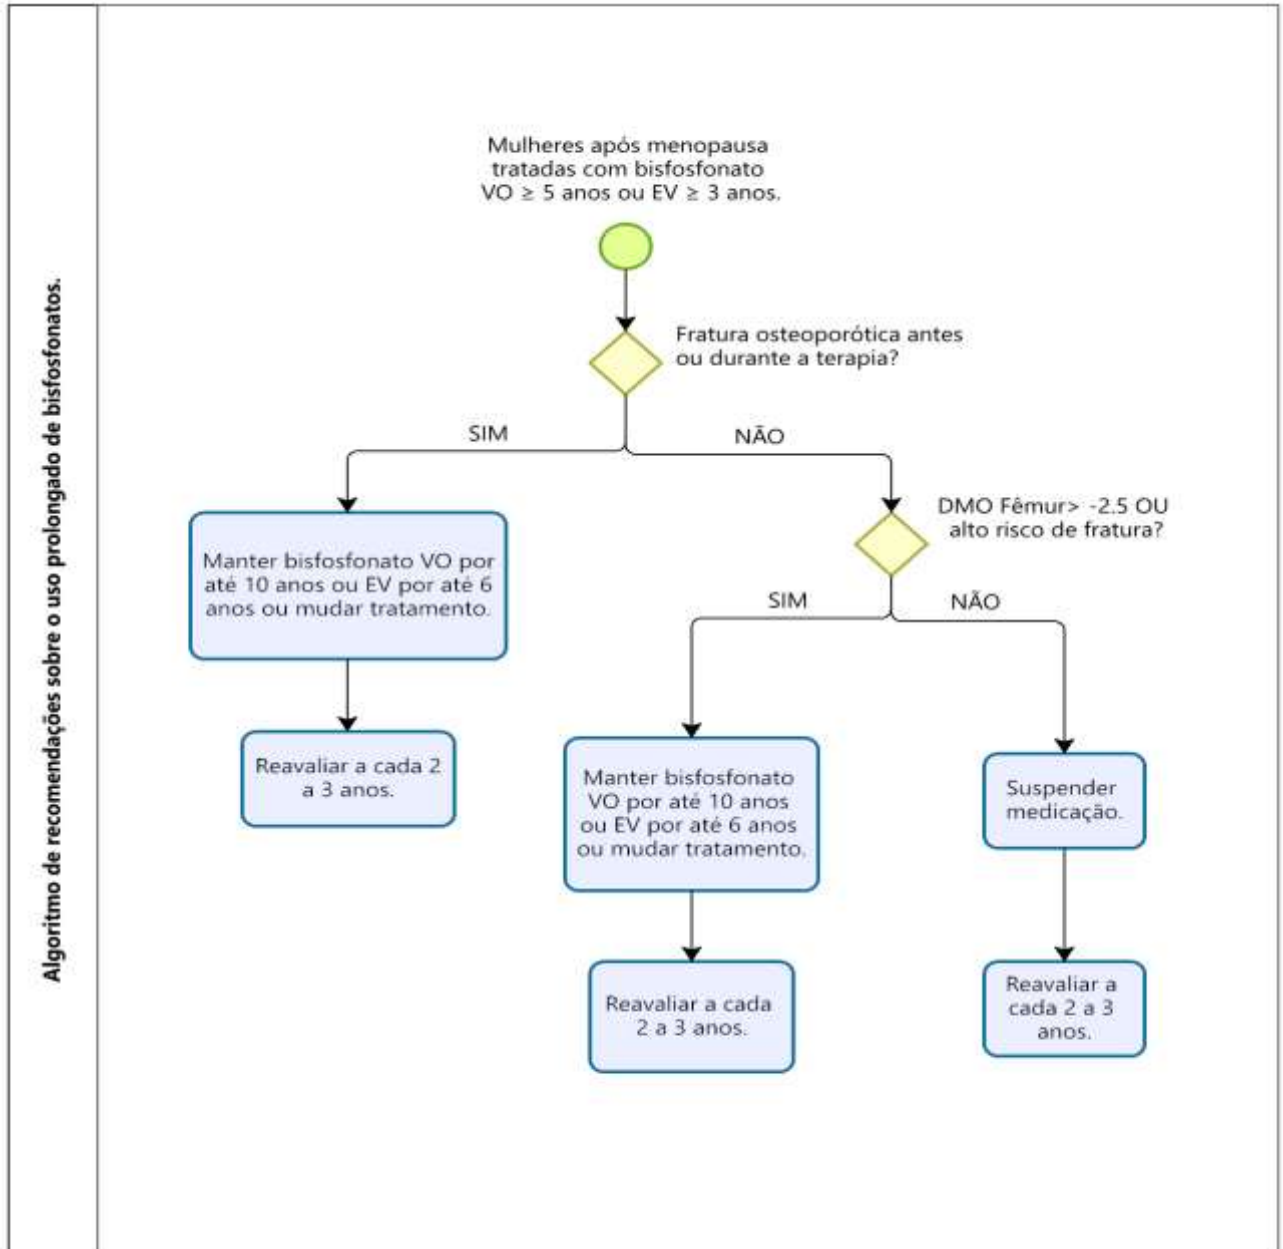 Algoritmo de recomendações sobre o uso prolongado de bisfosfonatos.
Mulheres após menopausa
tratadas com bisfosfonato
VO ≥ 5 anos ou EV ≥ 3 anos.
Fratura osteoporótica antes
ou durante a terapia?
SIM
NÃO
DMO Fêmur> -2.5 OU
alto risco de fratura?
Manter bisfosfonato VO por
até 10 anos ou EV por até 6
anos ou mudar tratamento.
SIM
NÃO
Reavaliar a cada 2
a 3 anos.
Manter bisfosfonato
VO por até 10 anos
ou EV por até 6 anos
ou mudar tratamento.
Suspender
medicação.
Reavaliar a cada
2 a 3 anos.
Reavaliar a
cada 2 a 3
anos.